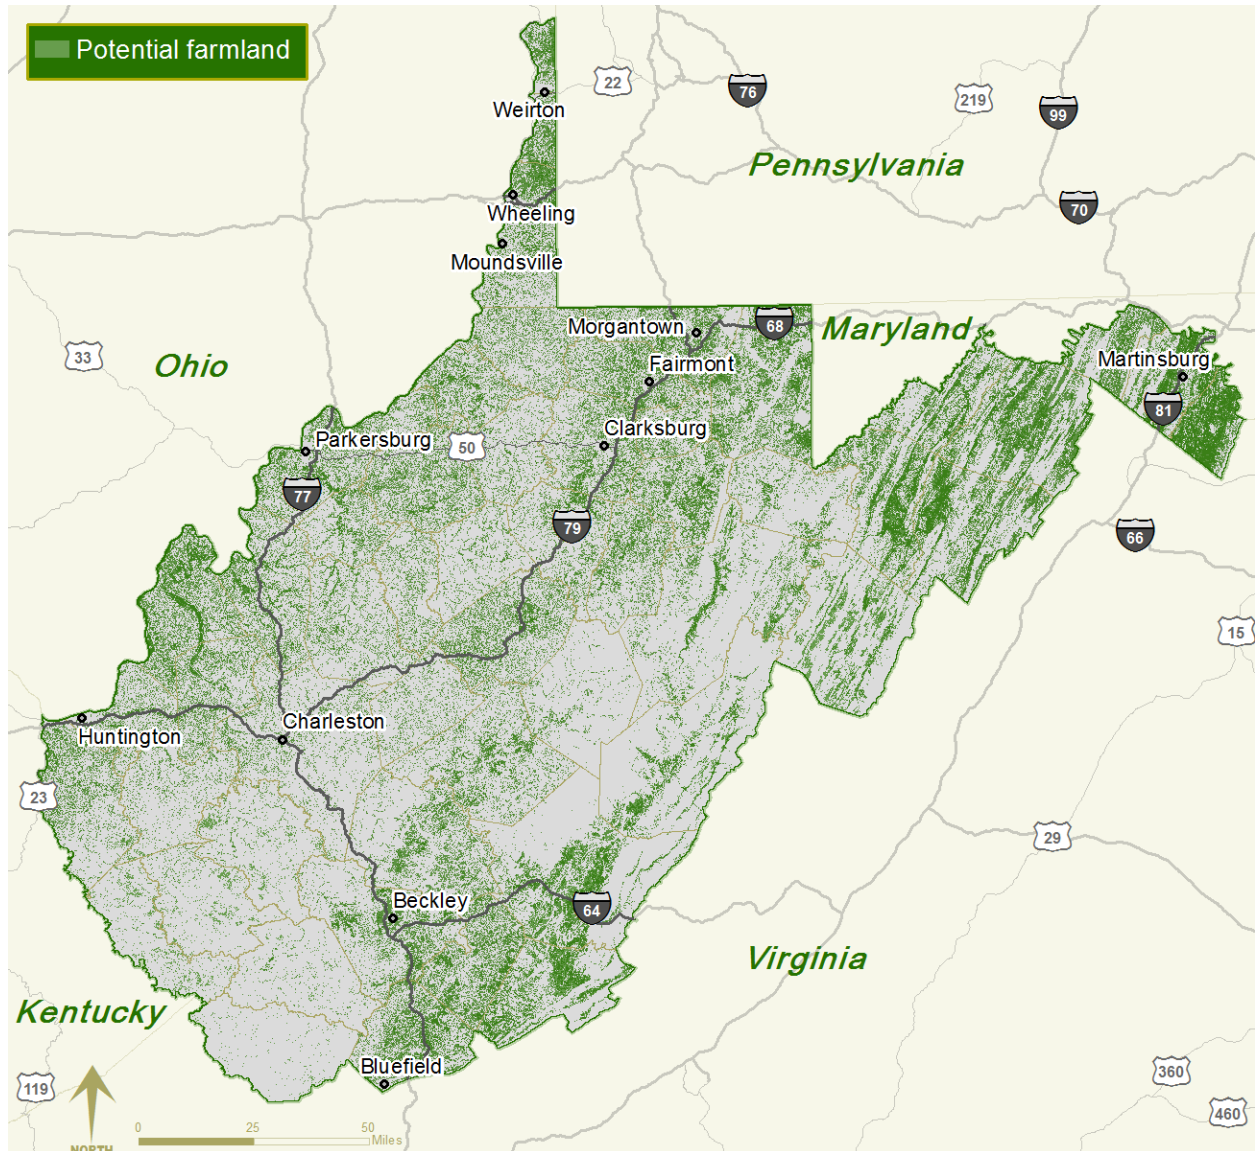 Potential farmland
22
76
219
99
Weirton
Pennsylvania
70
Wheeling
Moundsville
Morgantown
68
Maryland
33
Ohio
Fairmont
Martinsburg
81
Clarksburg
Parkersburg
50
77
79
66
15
Charleston
Huntington
23
29
Beckley
64
Virginia
Kentucky
Bluefield
119
360
460
0 25 50
Miles
NORTH